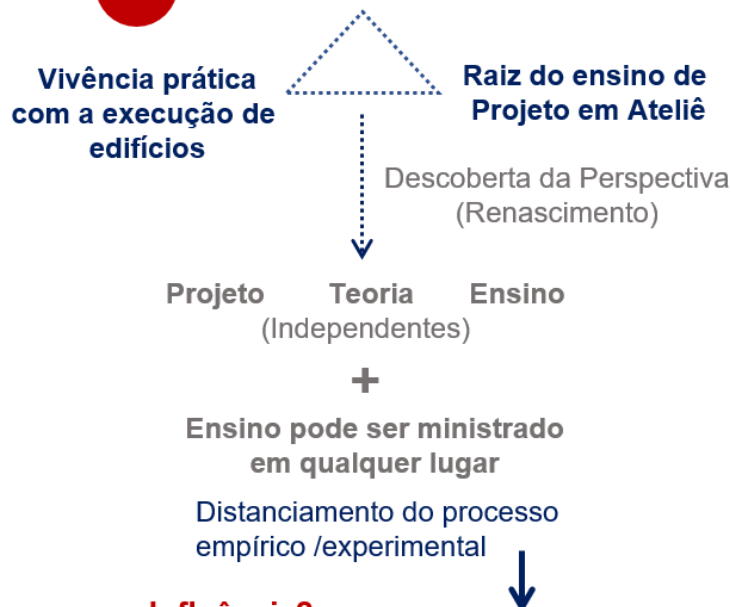 Vivência prática
com a execução de
edifícios
Raiz do ensino de
Projeto em Ateliê
Descoberta da Perspectiva
(Renascimento)
Projeto Teoria Ensino
(Independentes)
+
Ensino pode ser ministrado
em qualquer lugar
Distanciamento do processo
empírico /experimental